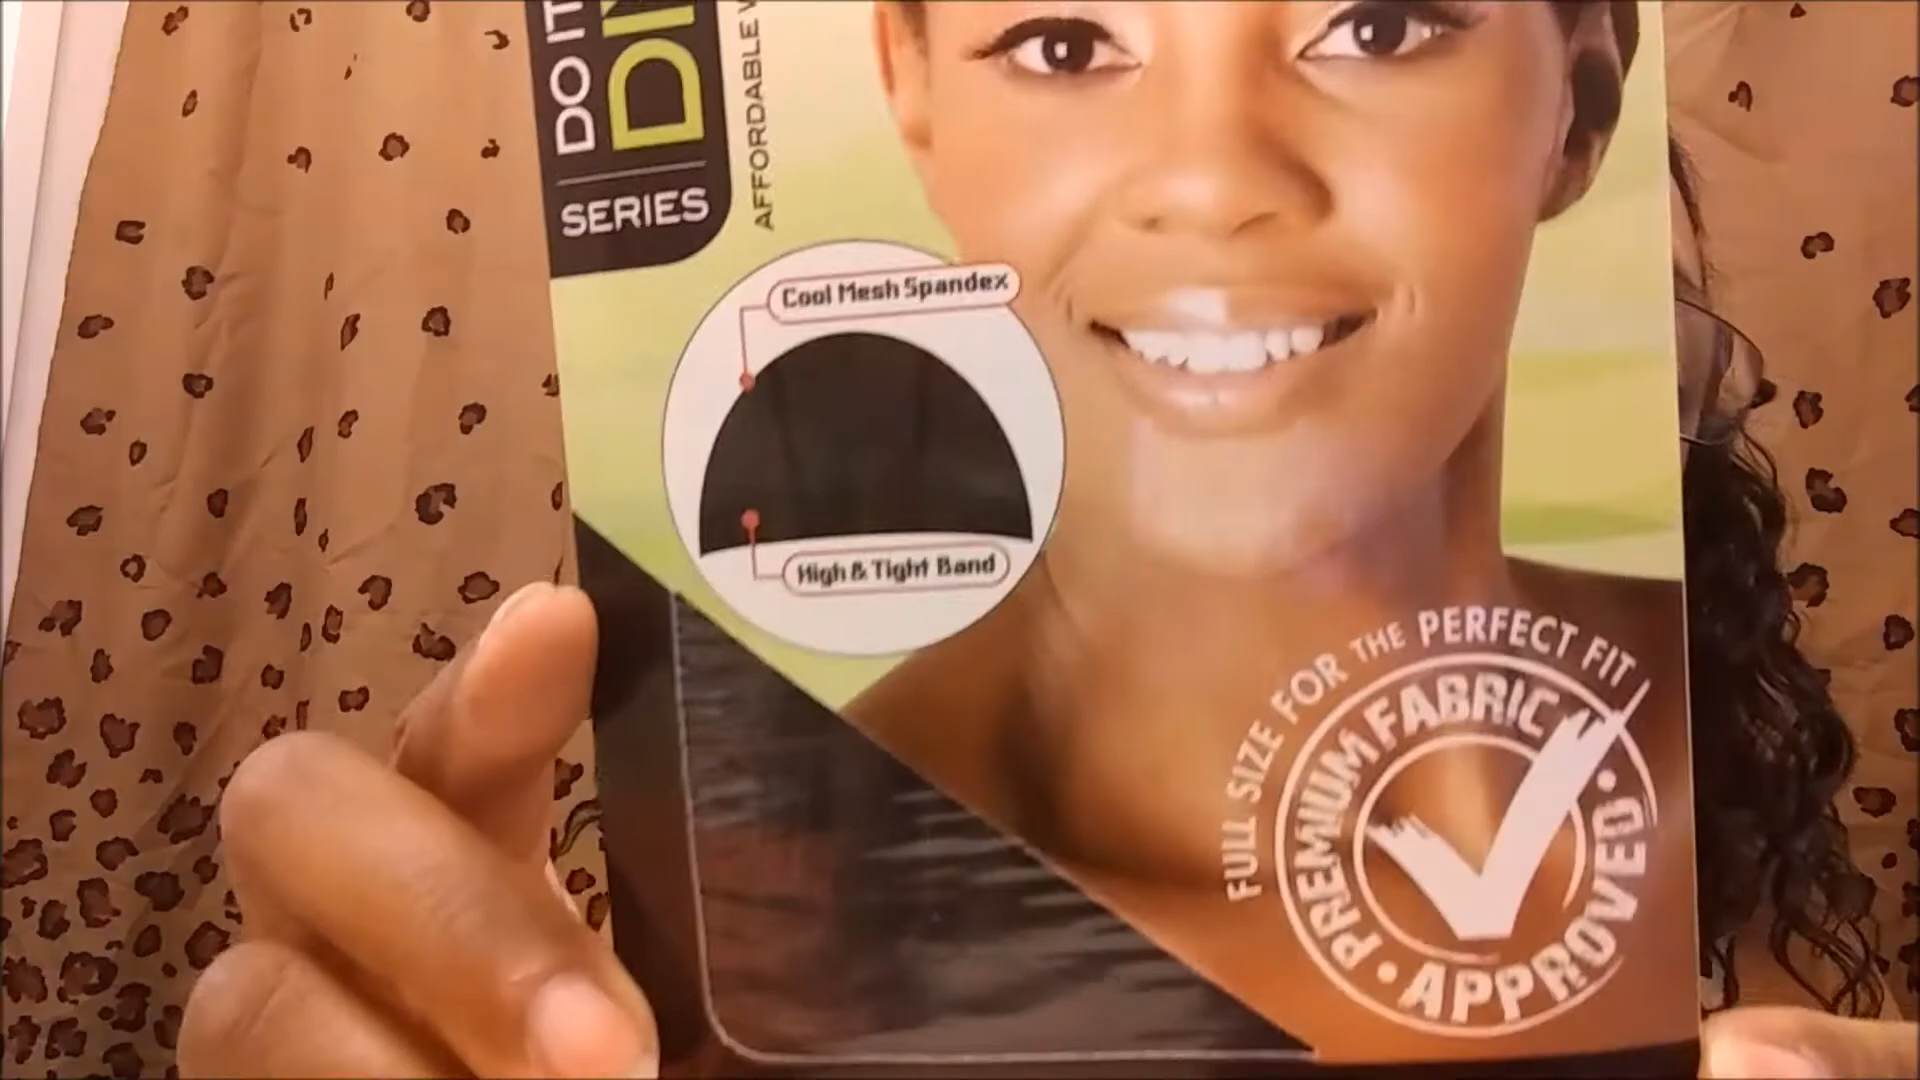 DO IT
DI
SERIES
AFFORDABLE
Cool Mesh Spandex
High & Tight Band
FULL SIZE FOR THE PERFECT FIT
PREMIUM FABRIC
• APPROVED •